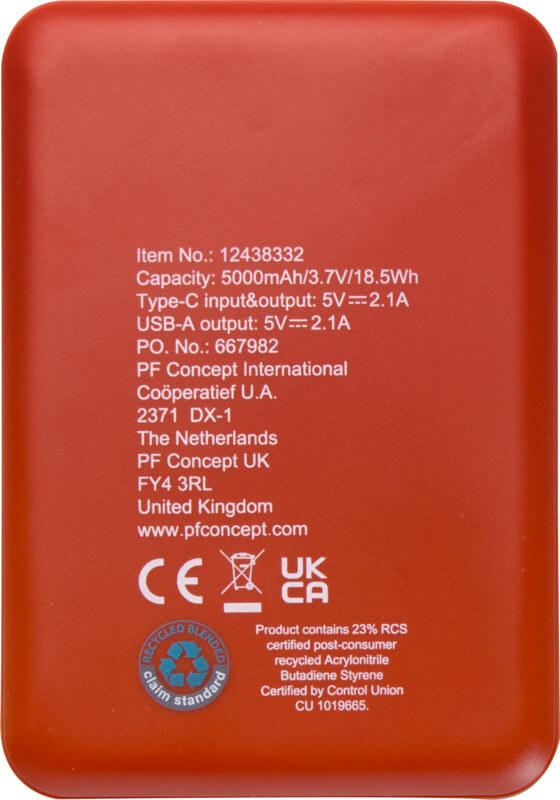 Item No.: 12438332
Capacity: 5000mAh/3.7V/18.5Wh
Type-C input&output: 5V⎓2.1A
USB-A output: 5V⎓2.1A
PO. No.: 667982
PF Concept International
Coöperatief U.A.
2371 DX-1
The Netherlands
PF Concept UK
FY4 3RL
United Kingdom
www.pfconcept.com
CE
UK
CA
RECYCLED BLENDED
claim standard
Product contains 23% RCS
certified post-consumer
recycled Acrylonitrile
Butadiene Styrene
Certified by Control Union
CU 1019665.